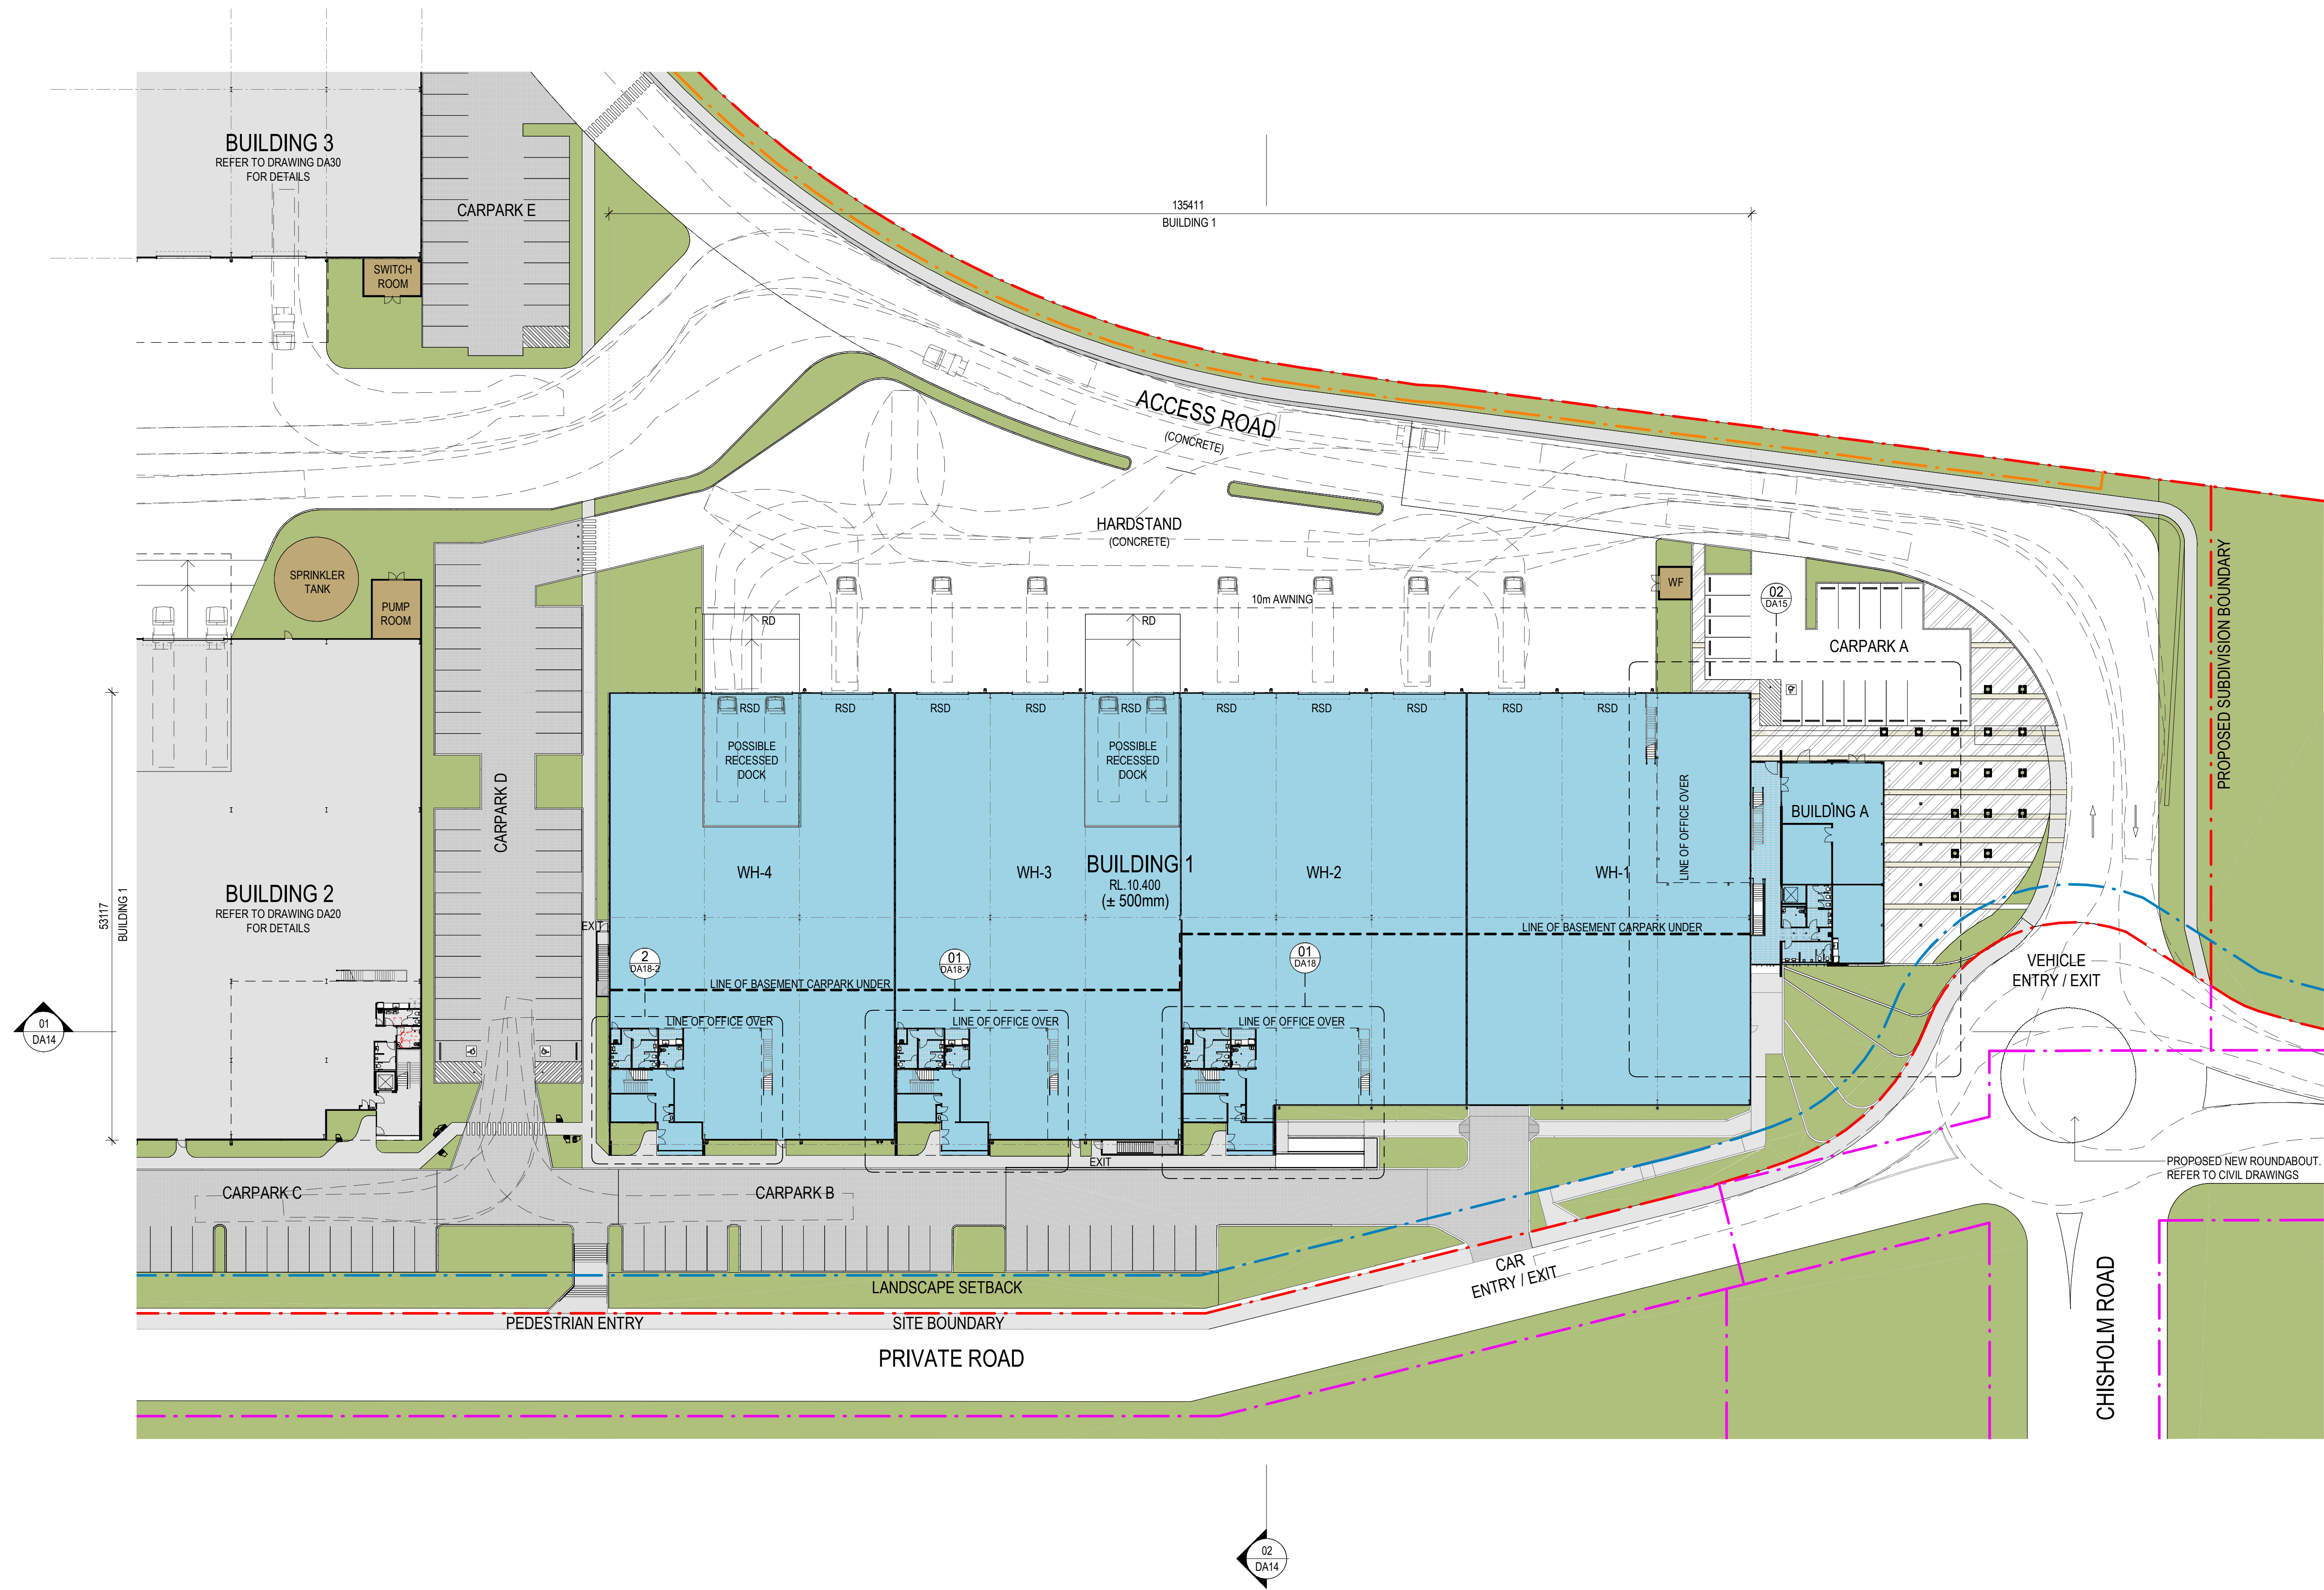 BUILDING 3
REFER TO DRAWING DA30
FOR DETAILS
CARPARK E
SWITCH
ROOM
135411
BUILDING 1
ACCESS ROAD
(CONCRETE)
HARDSTAND
(CONCRETE)
SPRINKLER
TANK
PUMP
ROOM
10m AWNING
RD
RD
WF
02
DA15
CARPARK A
PROPOSED SUBDIVISION BOUNDARY
RSD
RSD
RSD
RSD
RSD
RSD
RSD
RSD
RSD
RSD
POSSIBLE
RECESSED
DOCK
POSSIBLE
RECESSED
DOCK
CARPARK D
LINE OF OFFICE OVER
BUILDING A
BUILDING 2
REFER TO DRAWING DA20
FOR DETAILS
53117
BUILDING 1
WH-4
WH-3
BUILDING 1
RL.10.400
(± 500mm)
WH-2
WH-1
EXIT
LINE OF BASEMENT CARPARK UNDER
2
DA18-2
01
DA18-1
01
DA18
LINE OF BASEMENT CARPARK UNDER
VEHICLE
ENTRY / EXIT
01
DA14
LINE OF OFFICE OVER
LINE OF OFFICE OVER
LINE OF OFFICE OVER
EXIT
PROPOSED NEW ROUNDABOUT.
REFER TO CIVIL DRAWINGS
CARPARK C
CARPARK B
CAR
ENTRY / EXIT
LANDSCAPE SETBACK
PEDESTRIAN ENTRY
SITE BOUNDARY
PRIVATE ROAD
CHISHOLM ROAD
02
DA14